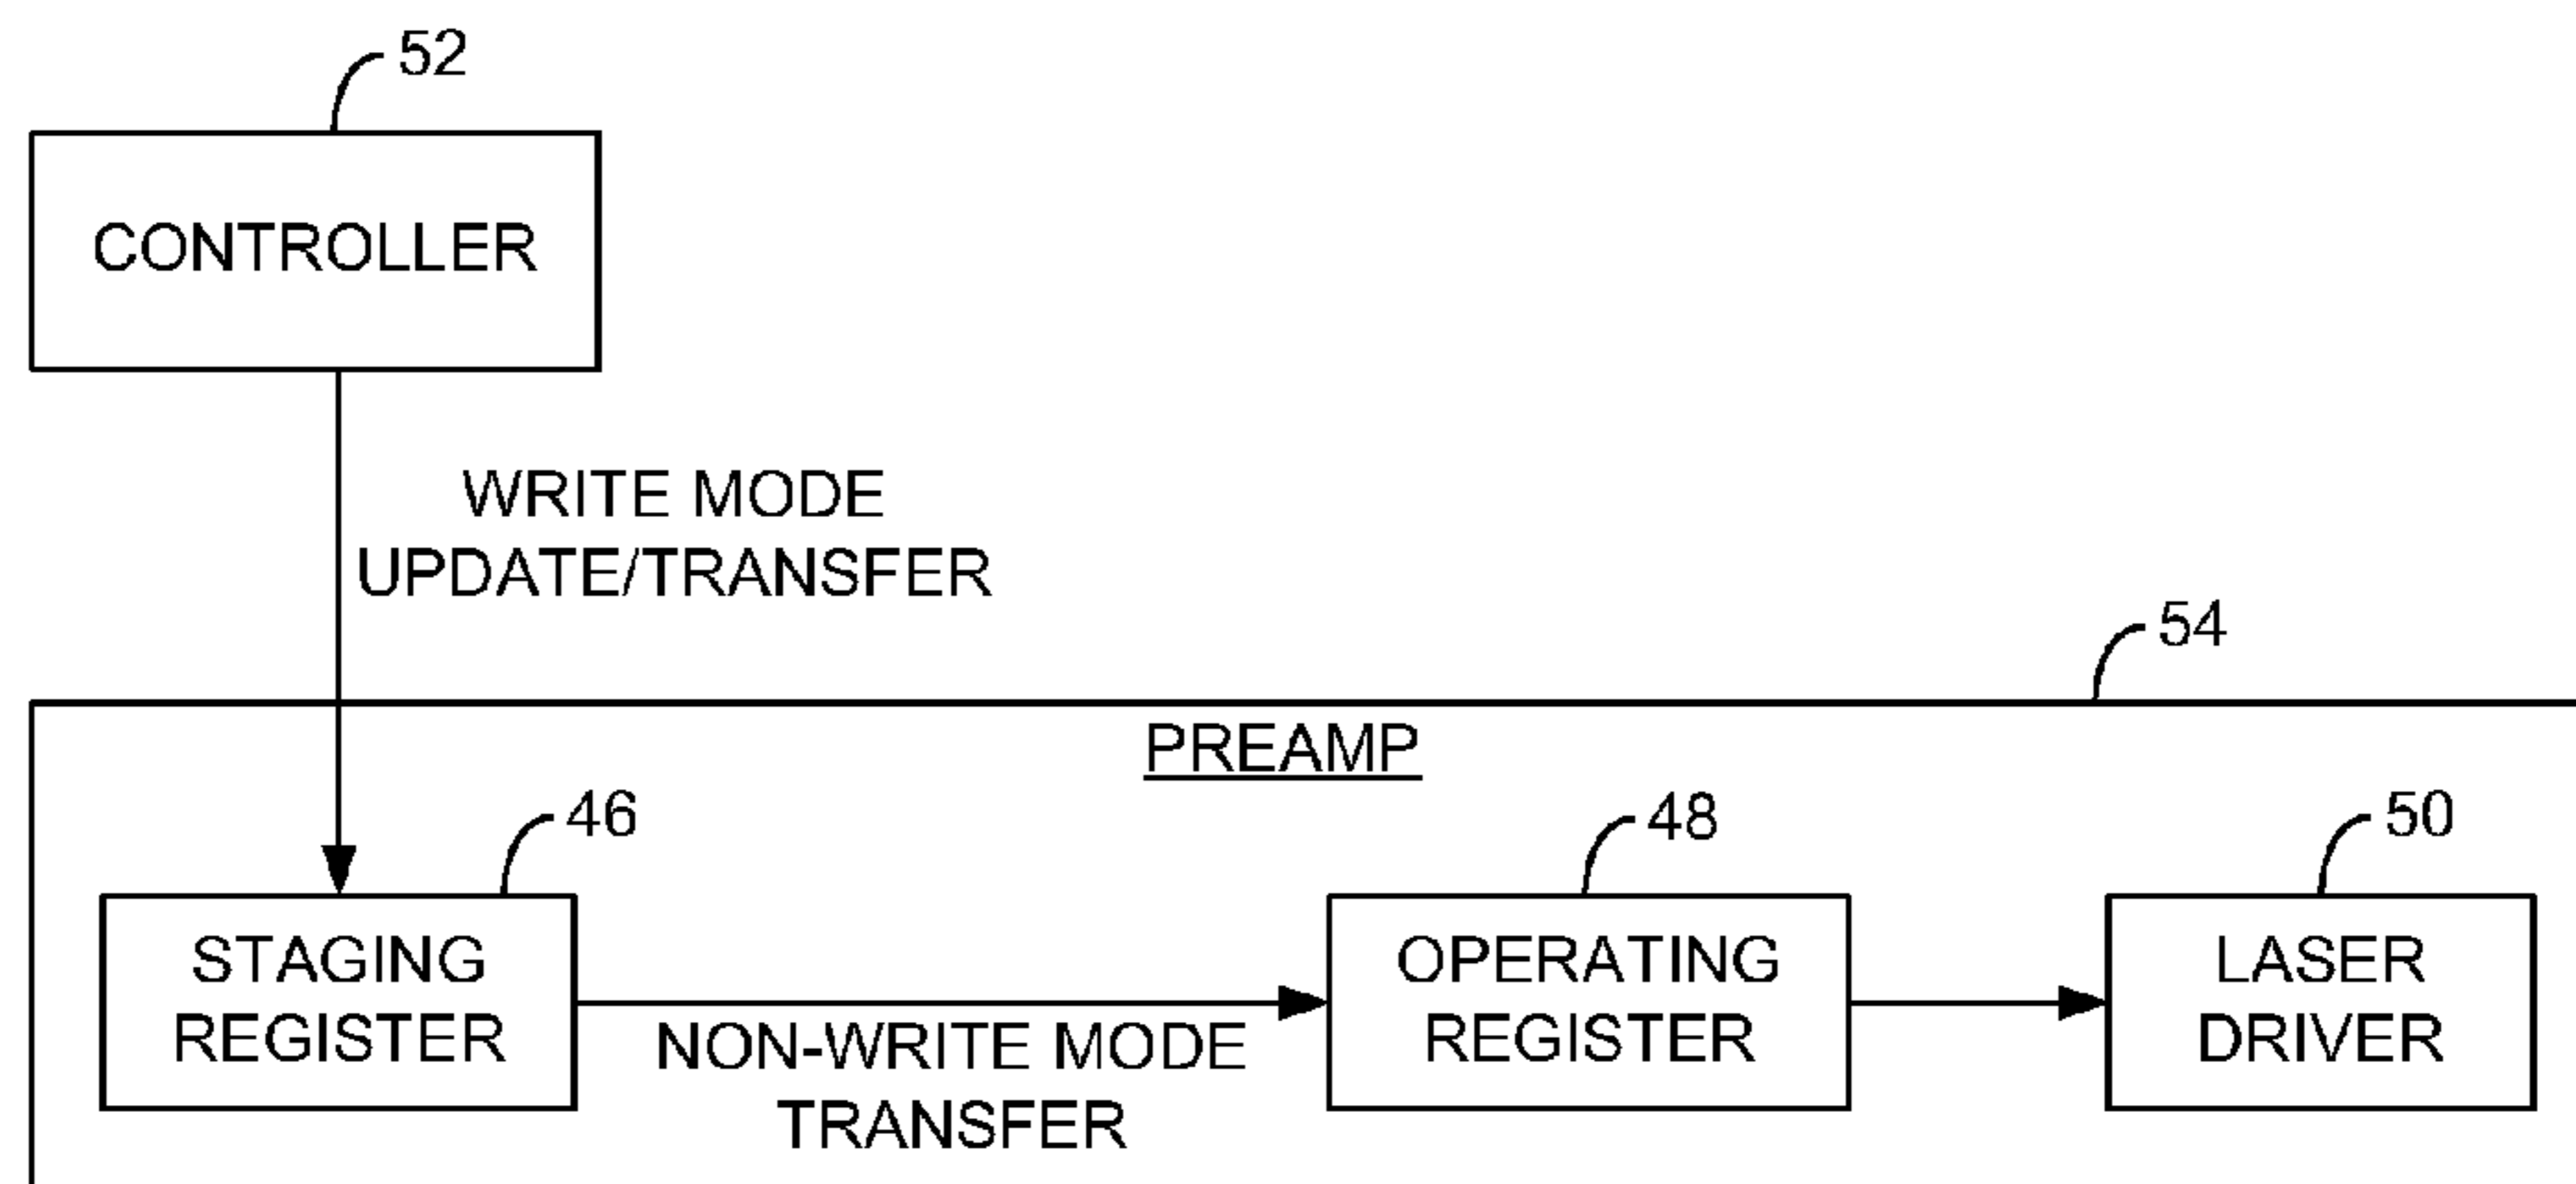 52
CONTROLLER
WRITE MODE
UPDATE/TRANSFER
54
PREAMP
46
48
50
STAGING
REGISTER
NON-WRITE MODE
TRANSFER
OPERATING
REGISTER
LASER
DRIVER